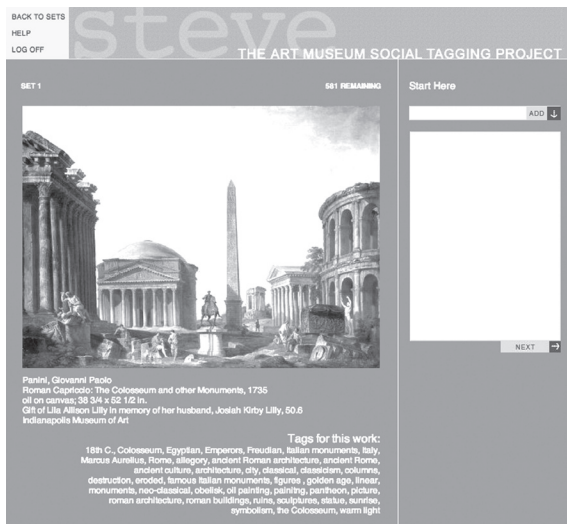 BACK TO SETS
HELP
LOG OFF
steve
THE ART MUSEUM SOCIAL TAGGING PROJECT
SET 1
581 REMAINING
Start Here
ADD
NEXT
Panini, Giovanni Paolo
Roman Capriccio: The Colosseum and other Monuments, 1735
oil on canvas; 38 3/4 x 52 1/2 in.
Gift of Lila Allison Lilly in memory of her husband, Josiah Kirby Lilly, 50.6
Indianapolis Museum of Art
Tags for this work:
18th C., Colosseum, Egyptian, Emperors, Freudian, Italian monuments, Italy,
Marcus Aurelius, Rome, allegory, ancient Roman architecture, ancient Rome,
ancient culture, architecture, city, classical, classicism, columns,
destruction, eroded, famous italian monuments, figures , golden age, linear,
monuments, neo-classical, obelisk, oil painting, painitng, pantheon, picture,
roman architecture, roman buildings, ruins, sculptures, statue, sunrise,
symbolism, the Colosseum, warm light